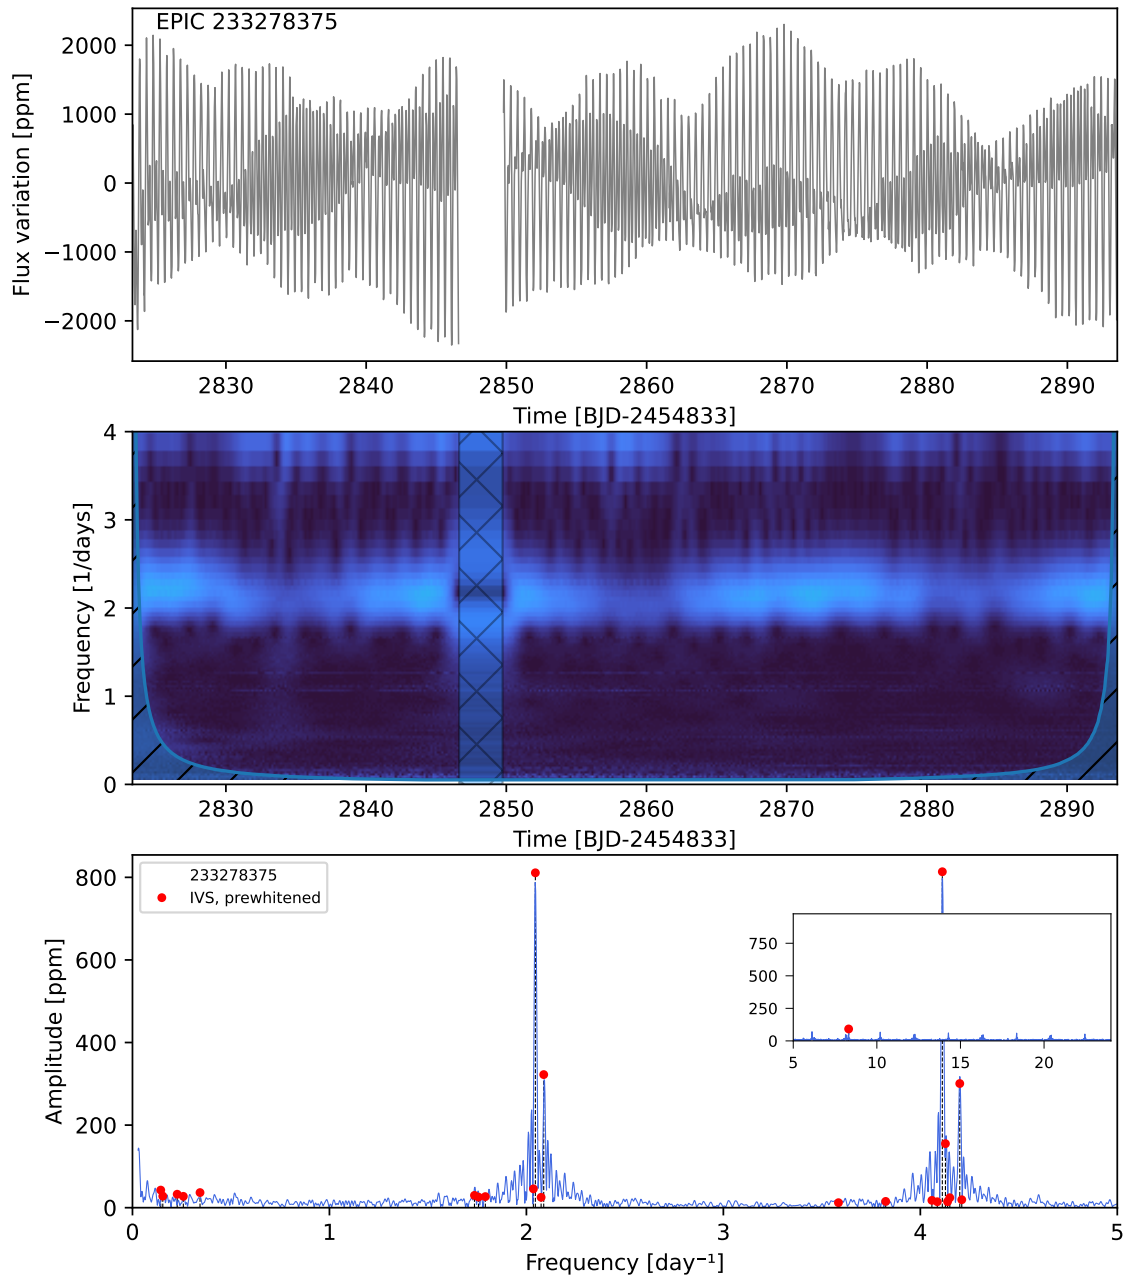 EPIC 233278375
2000
1000
0
−1000
−2000
Flux variation [ppm]
2830 2840 2850 2860 2870 2880 2890
Time [BJD-2454833]
4
3
2
1
0
Frequency [1/days]
2830 2840 2850 2860 2870 2880 2890
Time [BJD-2454833]
800
600
400
200
0
Amplitude [ppm]
233278375
IVS, prewhitened
750
500
250
0
5 10 15 20
0 1 2 3 4 5
Frequency [day⁻¹]